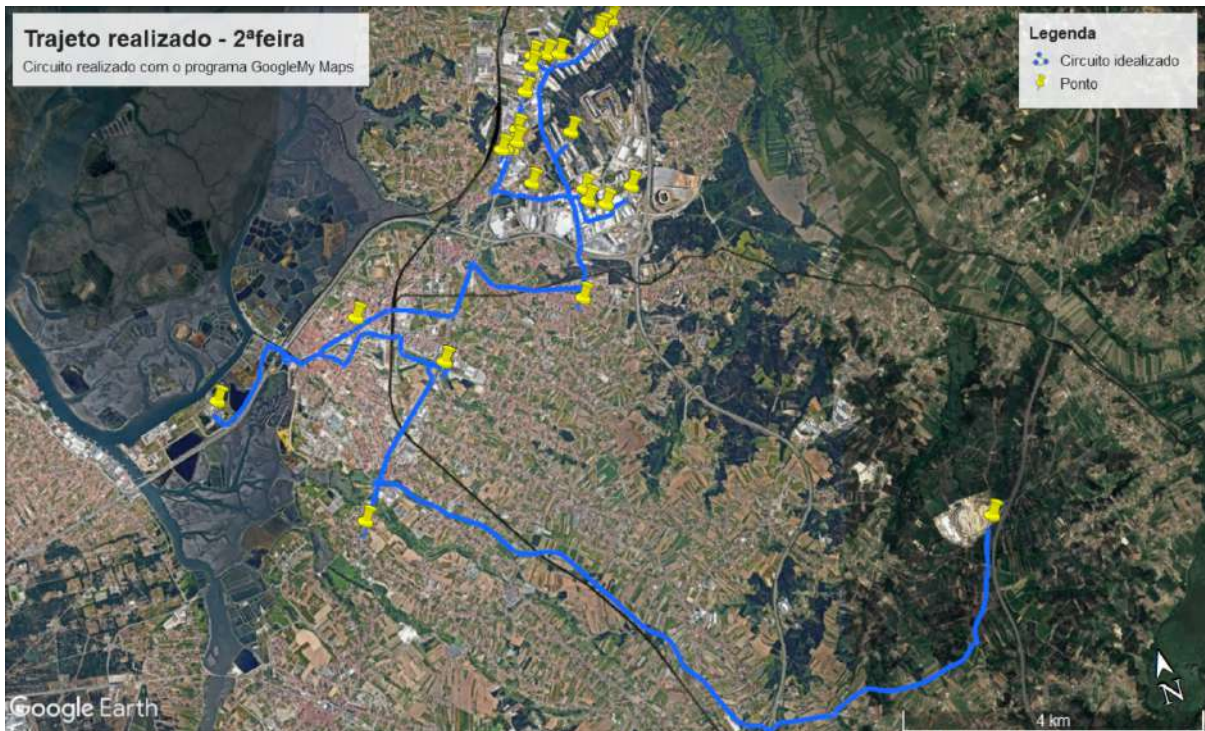 Trajeto realizado - 2ªfeira
Circuito realizado com o programa GoogleMy Maps
Legenda
Circuito idealizado
Ponto
Google Earth
N
4 km